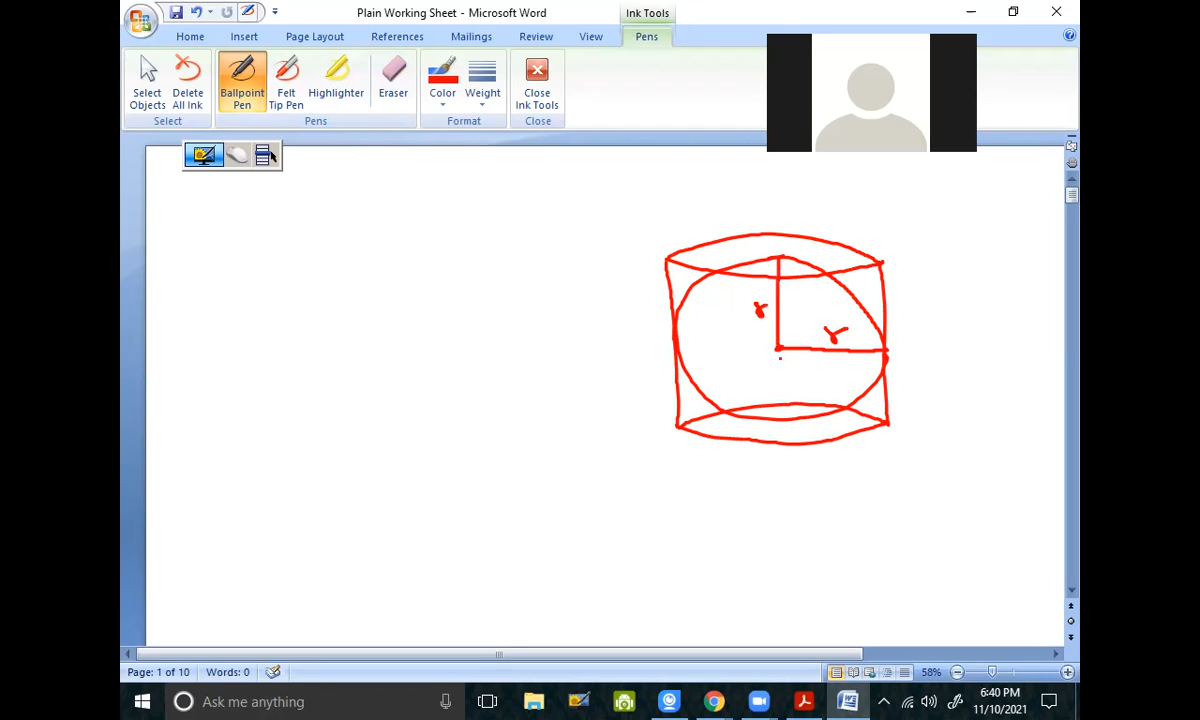 Plain Working Sheet - Microsoft Word
Ink Tools
Home
Insert
Page Layout
References
Mailings
Review
View
Pens
Select Objects
Delete All Ink
Ballpoint Pen
Felt Tip Pen
Highlighter
Eraser
Color
Weight
Close Ink Tools
Select
Pens
Format
Close
r
r
Page: 1 of 10
Words: 0
58%
Ask me anything
6:40 PM
11/10/2021